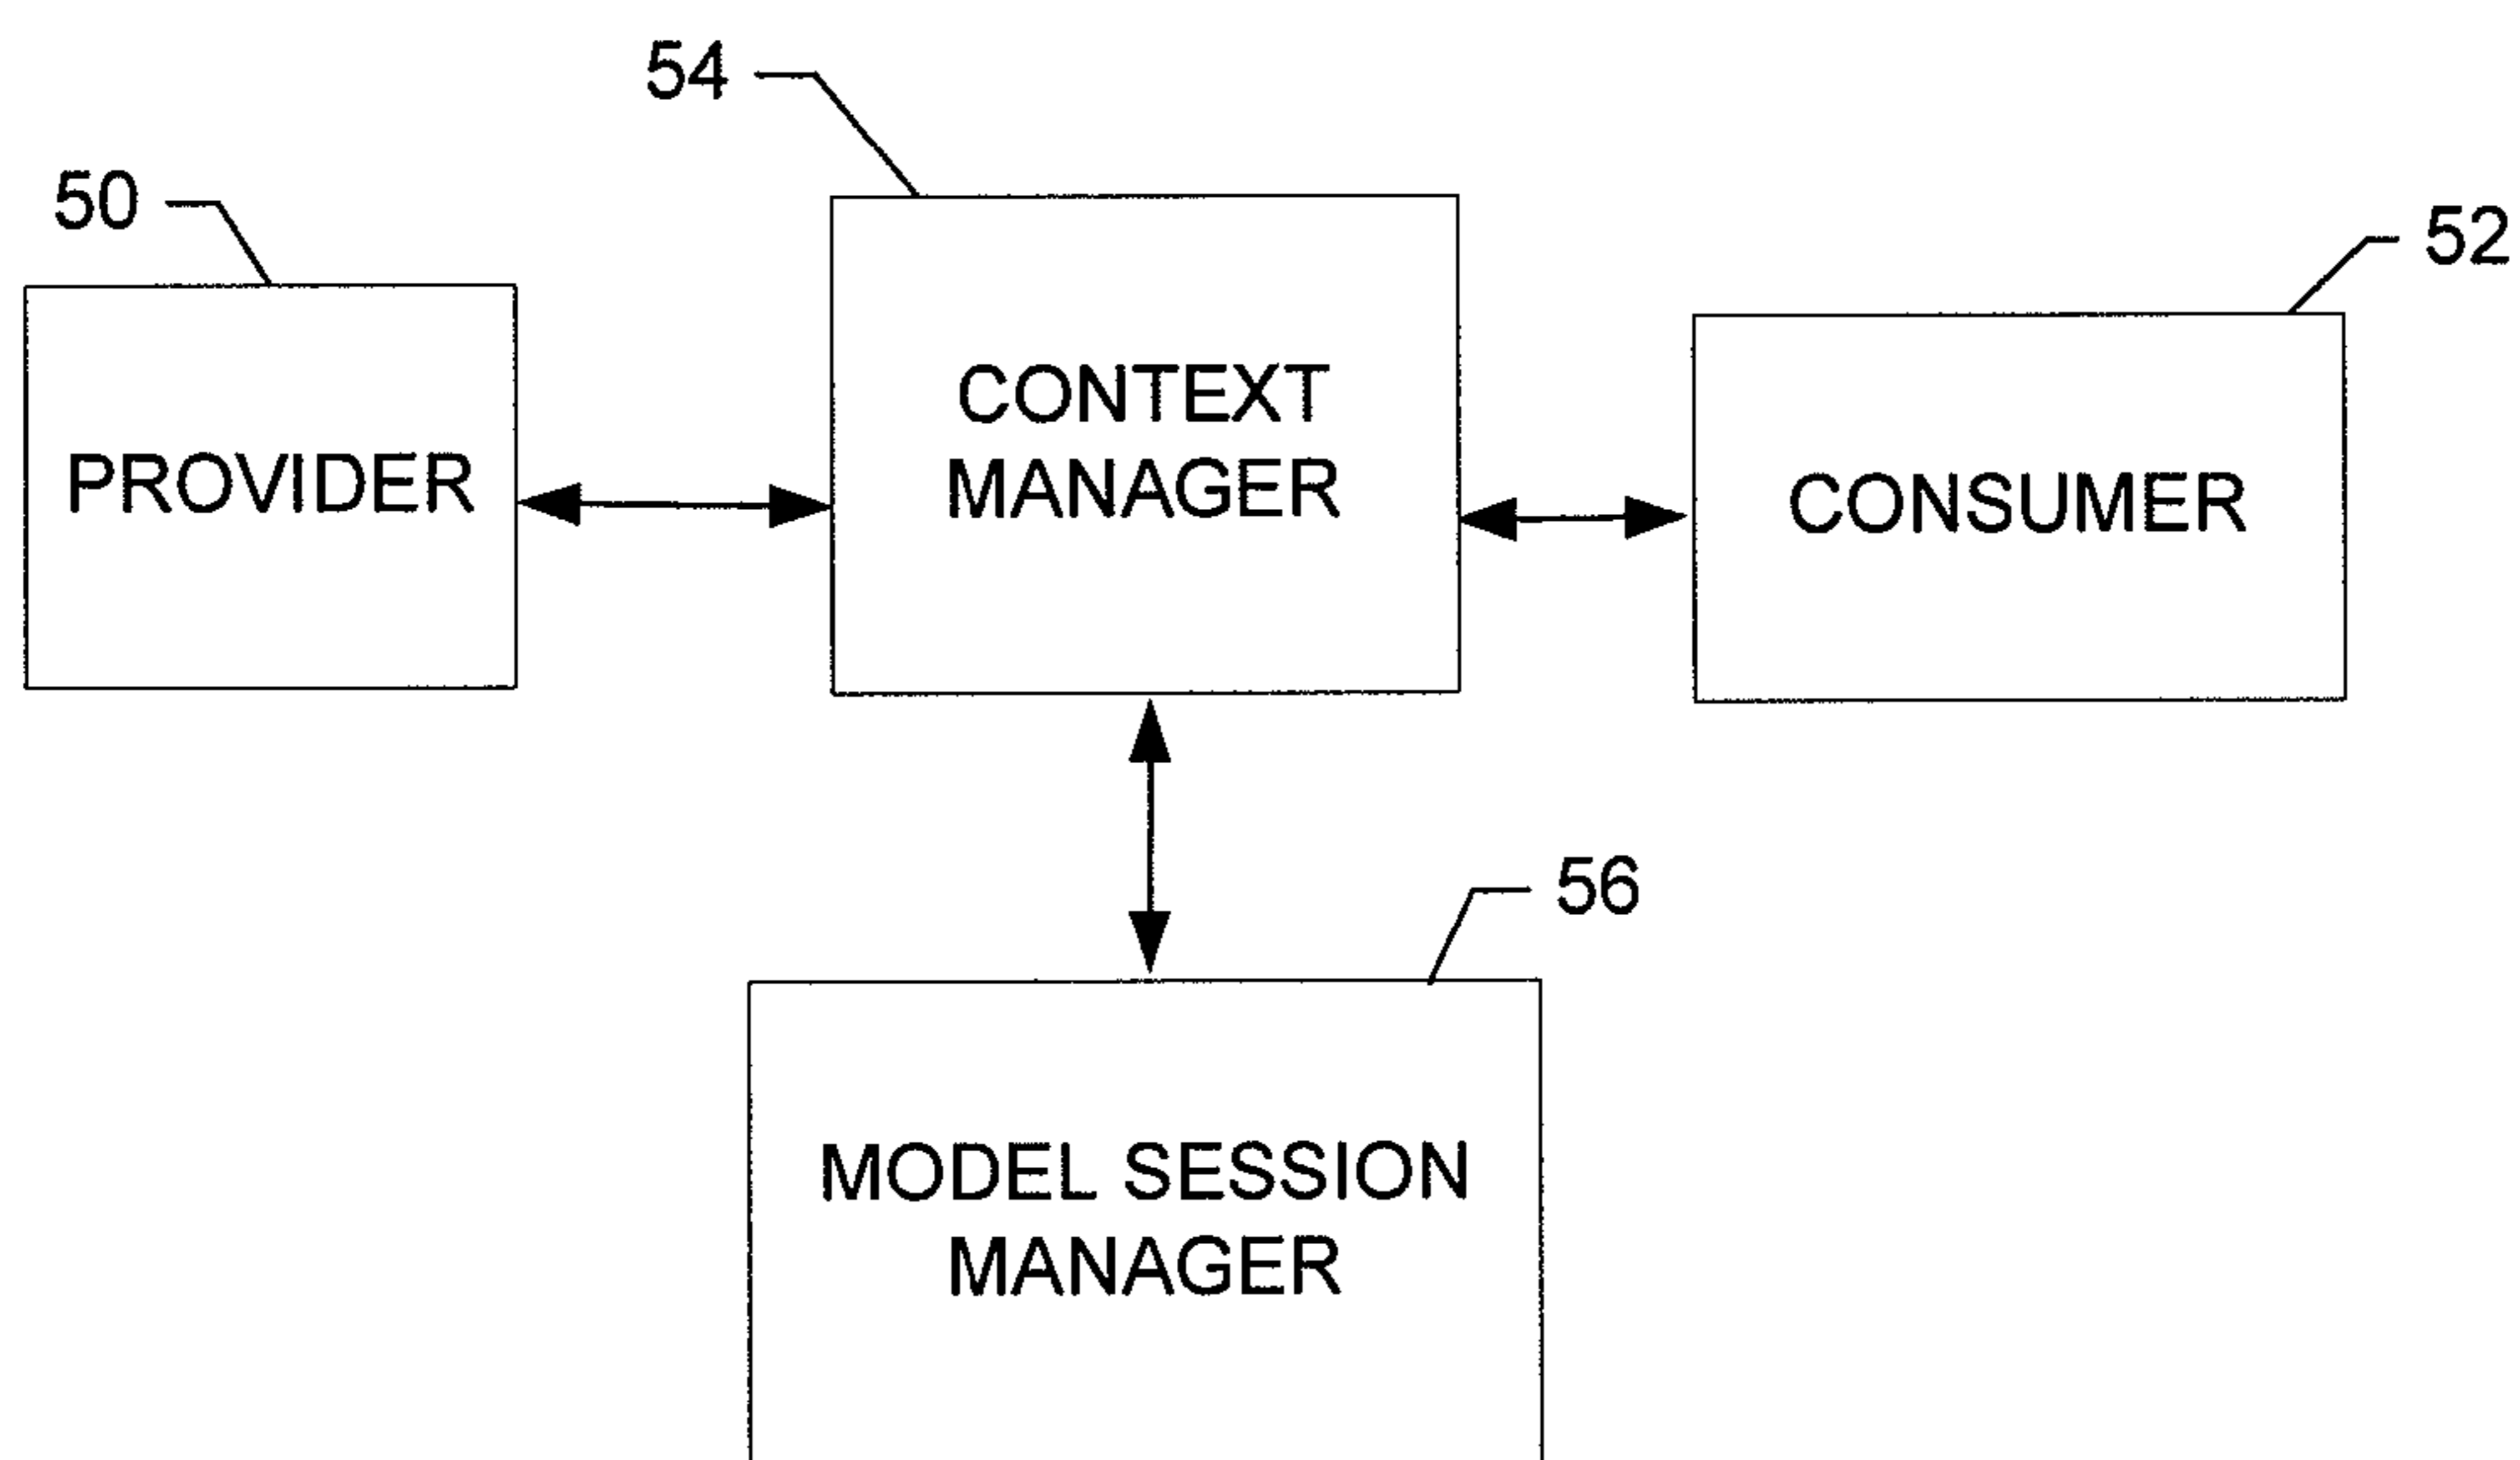 54
50
52
CONTEXT
MANAGER
PROVIDER
CONSUMER
56
MODEL SESSION
MANAGER